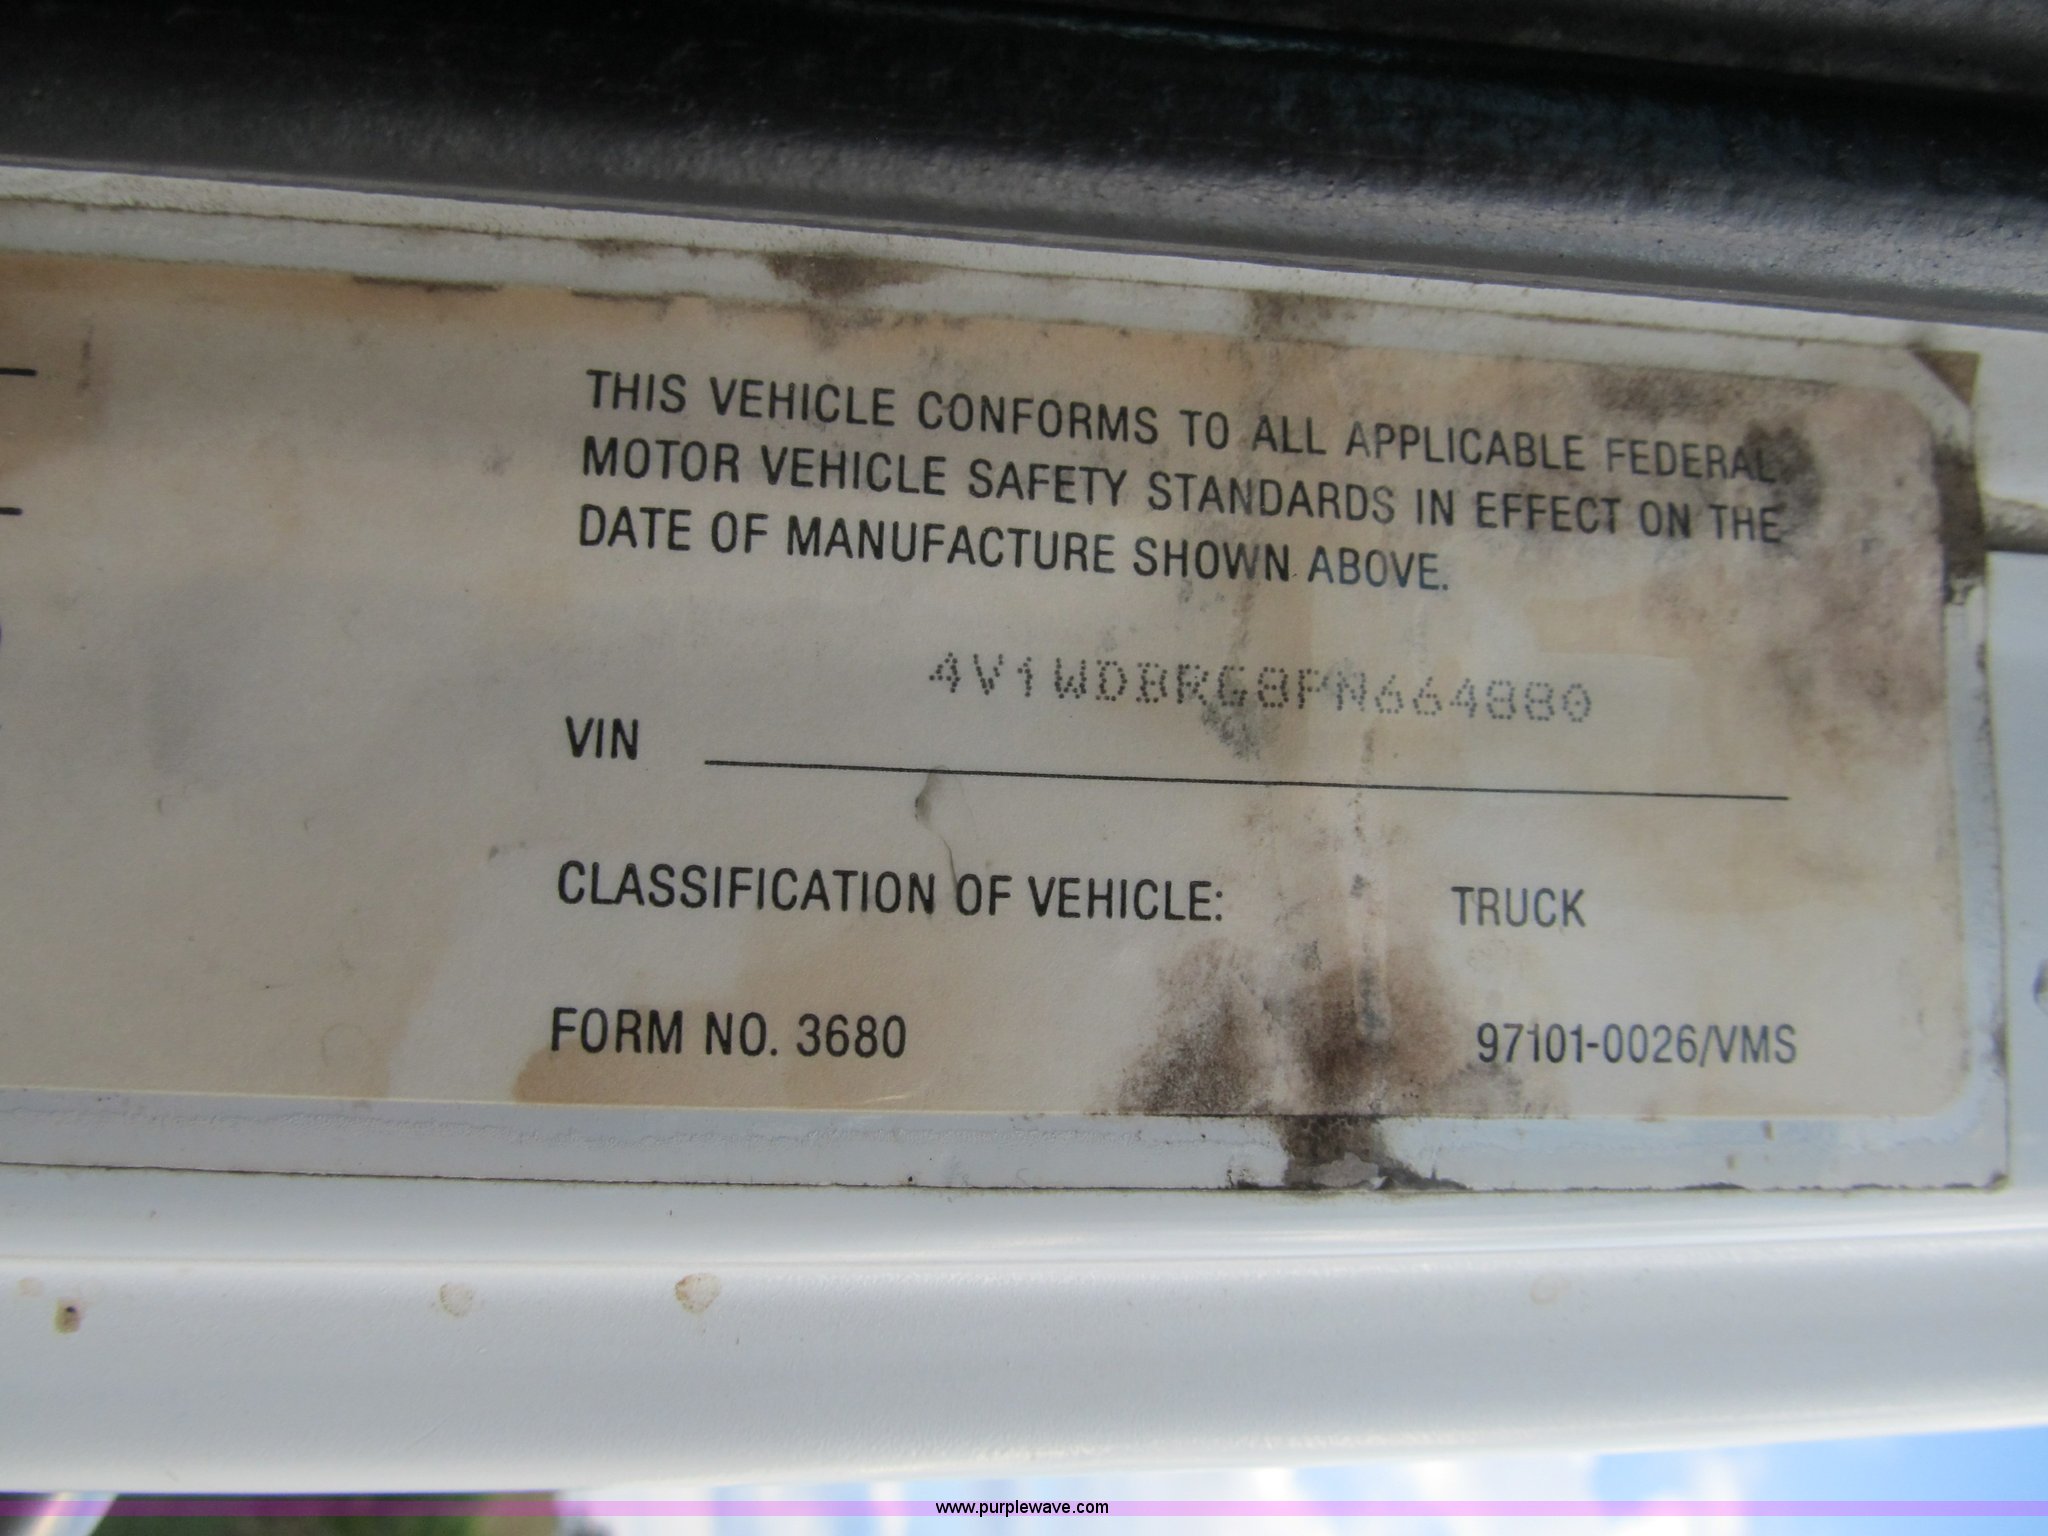 THIS VEHICLE CONFORMS TO ALL APPLICABLE FEDERAL
MOTOR VEHICLE SAFETY STANDARDS IN EFFECT ON THE
DATE OF MANUFACTURE SHOWN ABOVE.
4V1WDBRG8PN664880
VIN
CLASSIFICATION OF VEHICLE: TRUCK
FORM NO. 3680 97101-0026/VMS
www.purplewave.com